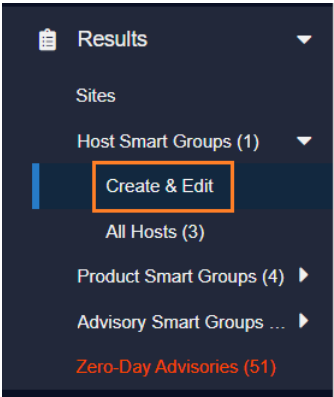 Results
Sites
Host Smart Groups (1)
Create & Edit
All Hosts (3)
Product Smart Groups (4)
Advisory Smart Groups ...
Zero-Day Advisories (51)